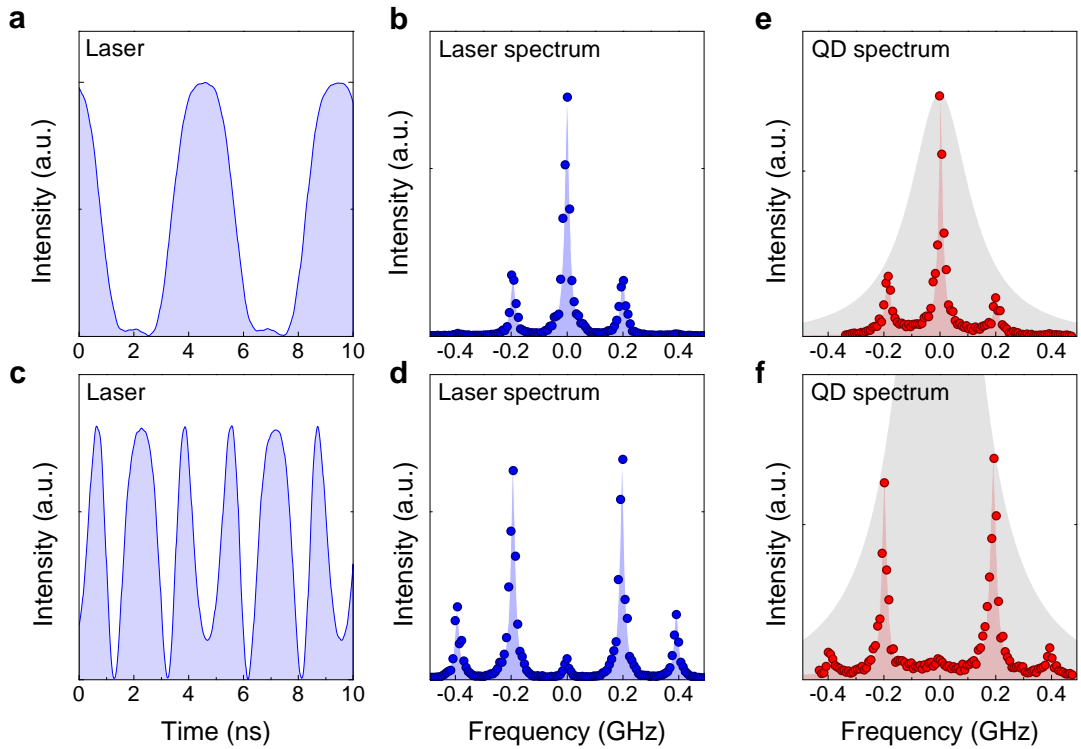 a
Laser
Intensity (a.u.)
0 2 4 6 8 10
b
Laser spectrum
Intensity (a.u.)
-0.4 -0.2 0.0 0.2 0.4
e
QD spectrum
Intensity (a.u.)
-0.4 -0.2 0.0 0.2 0.4
c
Laser
Intensity (a.u.)
0 2 4 6 8 10
Time (ns)
d
Laser spectrum
Intensity (a.u.)
-0.4 -0.2 0.0 0.2 0.4
Frequency (GHz)
f
QD spectrum
Intensity (a.u.)
-0.4 -0.2 0.0 0.2 0.4
Frequency (GHz)